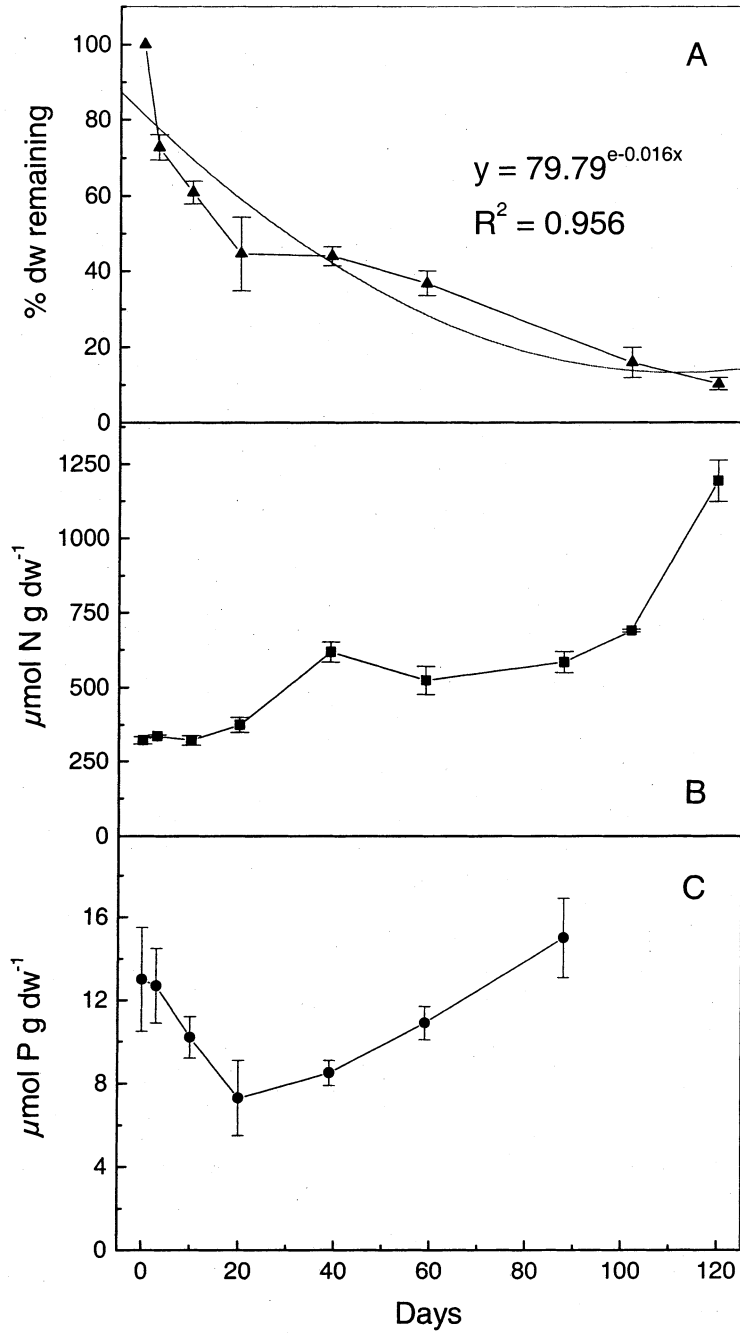 A
100
80
60
40
20
0
% dw remaining
y = 79.79^e-0.016x
R² = 0.956
1250
1000
750
500
250
0
µmol N g dw⁻¹
B
C
16
12
8
4
0
µmol P g dw⁻¹
0 20 40 60 80 100 120
Days